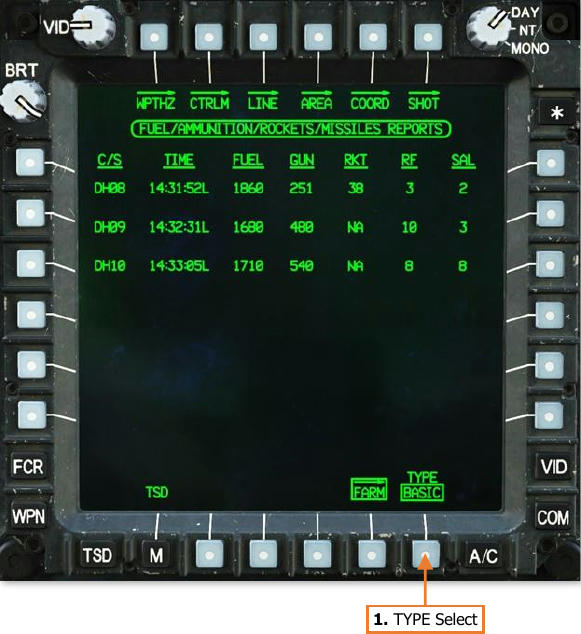 VID
DAY
NT
MONO
BRT
*
WPTHZ CTRLM LINE AREA COORD SHOT
FUEL/AMMUNITION/ROCKETS/MISSILES REPORTS
C/S TIME FUEL GUN RKT RF SAL
DH08 14:31:52L 1860 251 38 3 2
DH09 14:32:31L 1680 480 NA 10 3
DH10 14:33:05L 1710 540 NA 8 8
FCR
VID
TYPE
TSD FARM BASIC
WPN
COM
TSD M A/C
1. TYPE Select